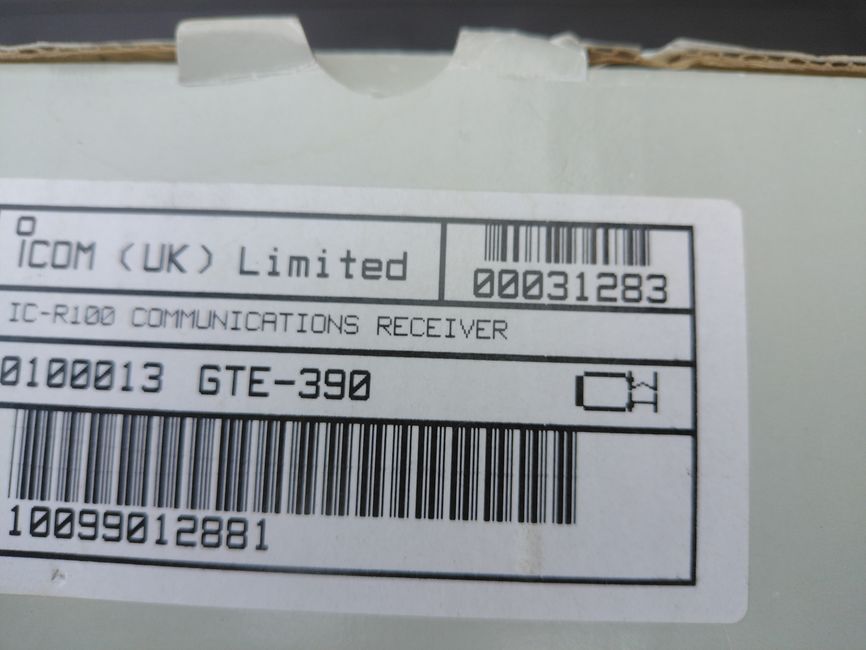 iCOM (UK) Limited
00031283
IC-R100 COMMUNICATIONS RECEIVER
0100013 GTE-390
10099012881